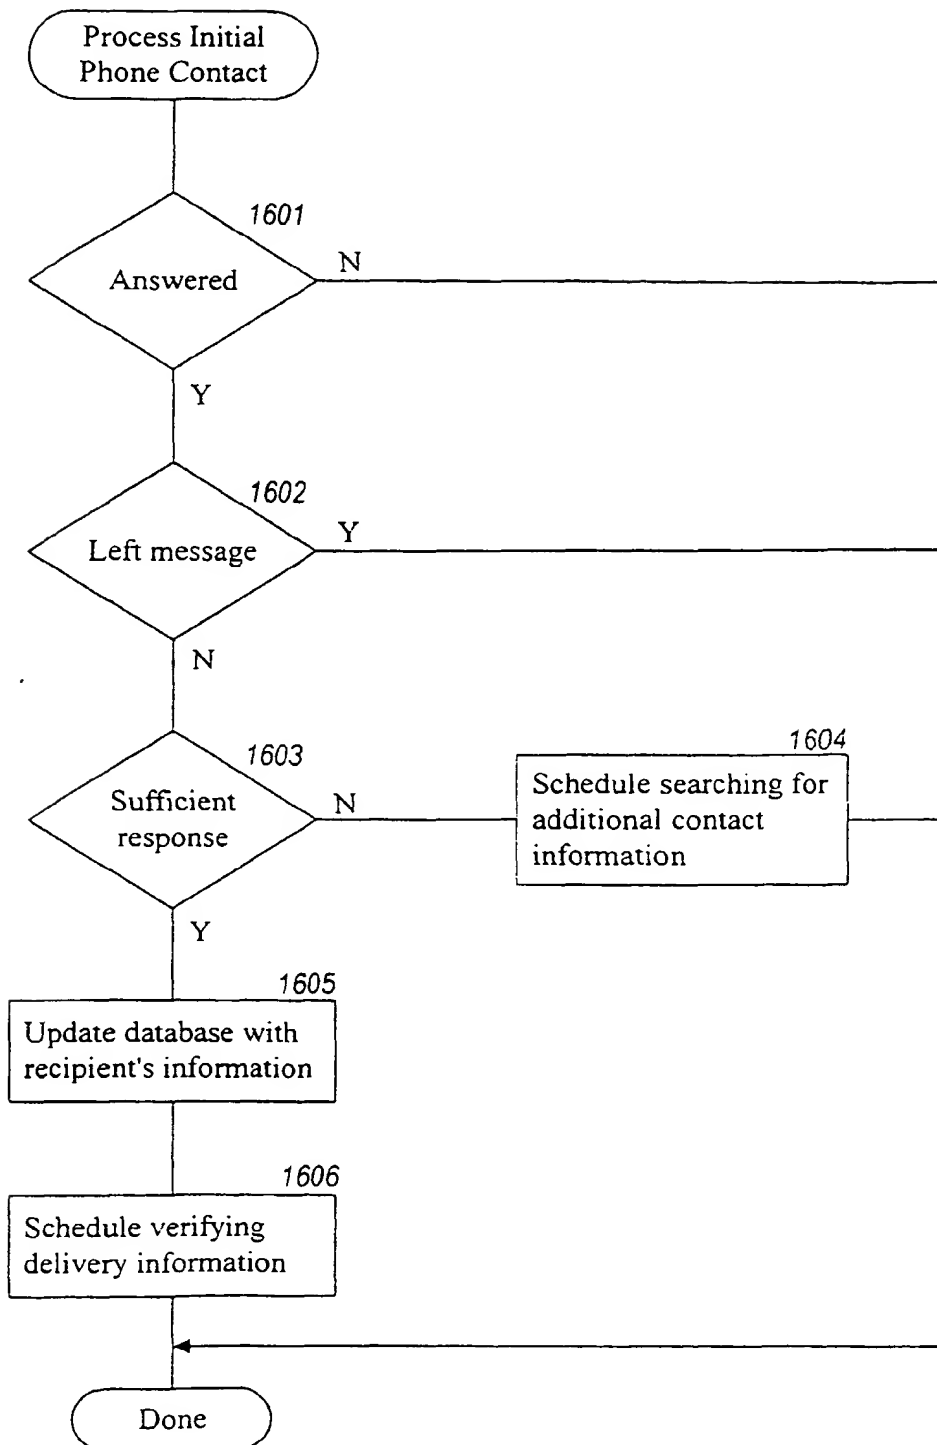 Process Initial
Phone Contact
1601
Answered
N
Y
1602
Left message
Y
N
1603
Sufficient
response
N
1604
Schedule searching for
additional contact
information
Y
1605
Update database with
recipient's information
1606
Schedule verifying
delivery information
Done